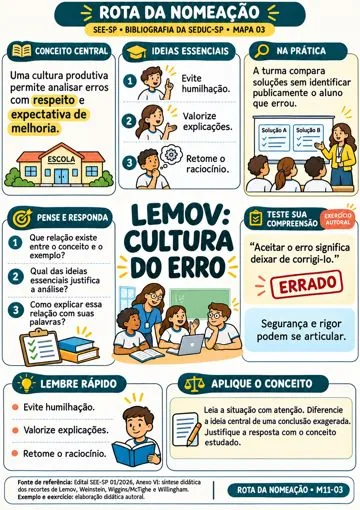 ROTA DA NOMEAÇÃO
SEE-SP • BIBLIOGRAFIA DA SEDUC-SP • MAPA 03
CONCEITO CENTRAL
Uma cultura produtiva
permite analisar erros
com respeito e
expectativa de
melhoria.
ESCOLA
IDEIAS ESSENCIAIS
1
Evite
humilhação.
2
Valorize
explicações.
3
Retome o
raciocínio.
NA PRÁTICA
A turma compara
soluções sem identificar
publicamente o aluno
que errou.
Solução A
Solução B
PENSE E RESPONDA
1
Que relação existe
entre o conceito e o
exemplo?
2
Qual das ideias
essenciais justifica
a análise?
3
Como explicar essa
relação com suas
palavras?
LEMOV:
CULTURA
DO ERRO
TESTE SUA
COMPREENSÃO
EXERCÍCIO
AUTORAL
“Aceitar o erro significa
deixar de corrigi-lo.”
ERRADO
Segurança e rigor
podem se articular.
LEMBRE RÁPIDO
Evite humilhação.
Valorize explicações.
Retome o raciocínio.
APLIQUE O CONCEITO
Leia a situação com atenção. Diferencie
a ideia central de uma conclusão exagerada.
Justifique a resposta com o conceito
estudado.
Fonte de referência: Edital SEE-SP 01/2026, Anexo VI: síntese didática
dos recortes de Lemov, Weinstein, Wiggins/McTighe e Willingham.
Exemplo e exercício: elaboração didática autoral.
ROTA DA NOMEAÇÃO • M11-03